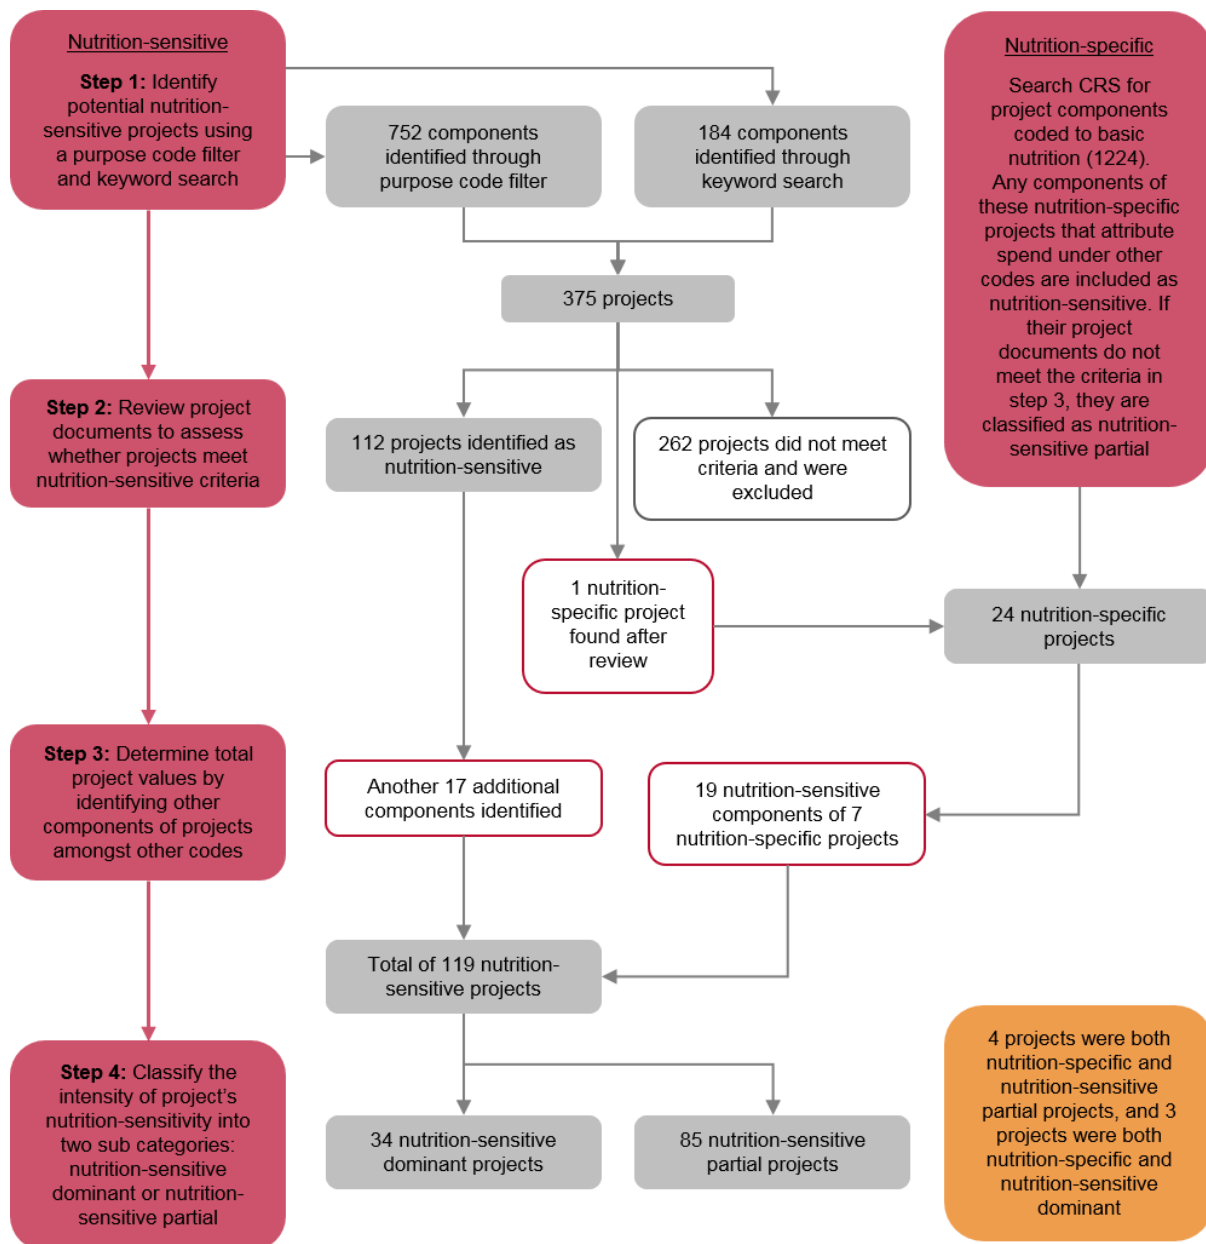 Nutrition-sensitive
Step 1: Identify
potential nutrition-
sensitive projects using
a purpose code filter
and keyword search
752 components
identified through
purpose code filter
184 components
identified through
keyword search
Nutrition-specific
Search CRS for
project components
coded to basic
nutrition (1224).
Any components of
these nutrition-specific
projects that attribute
spend under other
codes are included as
nutrition-sensitive. If
their project
documents do not
meet the criteria in
step 3, they are
classified as nutrition-
sensitive partial
375 projects
Step 2: Review project
documents to assess
whether projects meet
nutrition-sensitive criteria
112 projects identified as
nutrition-sensitive
262 projects did not meet
criteria and were
excluded
1 nutrition-
specific project
found after
review
24 nutrition-specific
projects
Step 3: Determine total
project values by
identifying other
components of projects
amongst other codes
Another 17 additional
components identified
19 nutrition-sensitive
components of 7
nutrition-specific projects
Total of 119 nutrition-
sensitive projects
Step 4: Classify the
intensity of project's
nutrition-sensitivity into
two sub categories:
nutrition-sensitive
dominant or nutrition-
sensitive partial
34 nutrition-sensitive
dominant projects
85 nutrition-sensitive
partial projects
4 projects were both
nutrition-specific and
nutrition-sensitive
partial projects, and 3
projects were both
nutrition-specific and
nutrition-sensitive
dominant